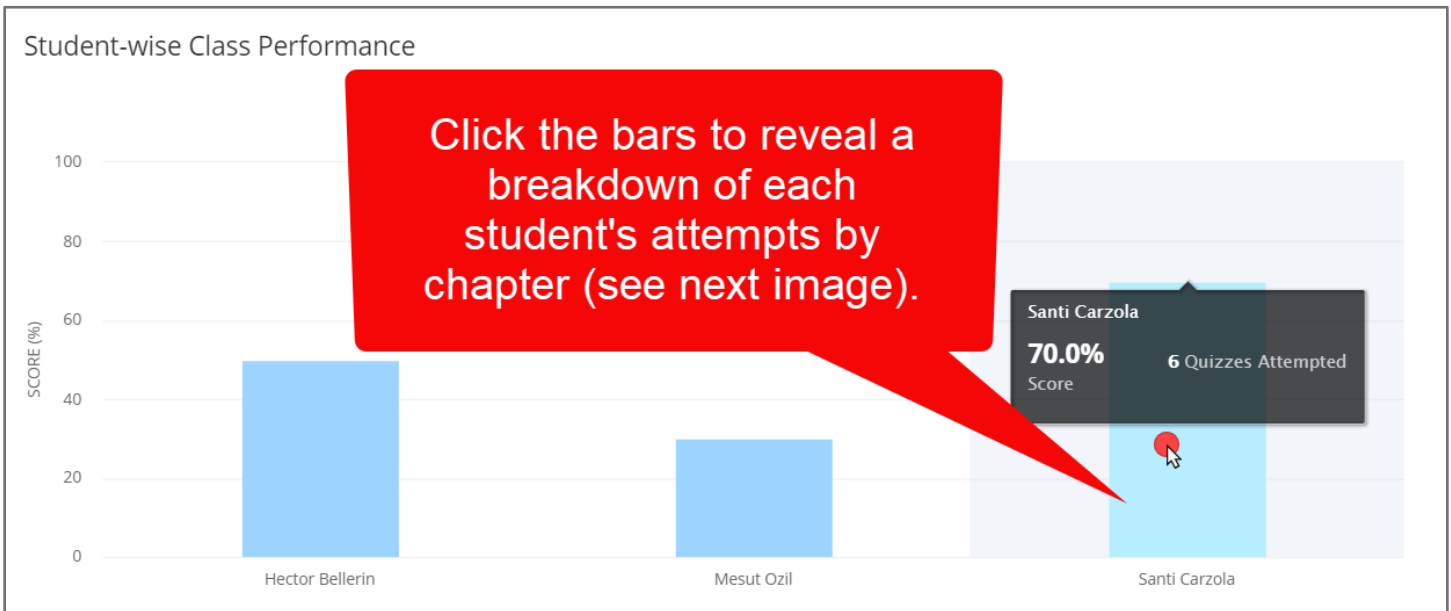 Student-wise Class Performance
Click the bars to reveal a
breakdown of each
student's attempts by
chapter (see next image).
100
80
60
40
20
0
SCORE (%)
Santi Carzola
70.0%
Score
6 Quizzes Attempted
Hector Bellerin
Mesut Ozil
Santi Carzola